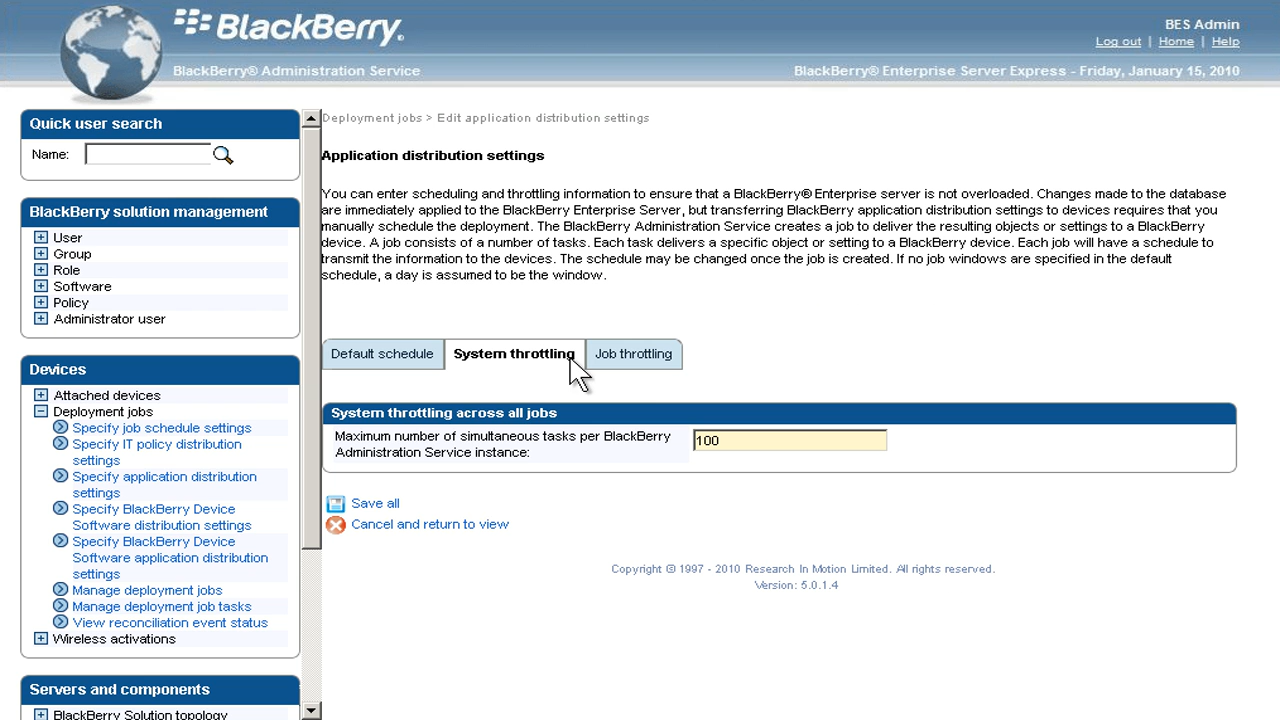 BlackBerry.
BES Admin
Log out | Home | Help
BlackBerry® Administration Service
BlackBerry® Enterprise Server Express - Friday, January 15, 2010
Quick user search
Name:
BlackBerry solution management
User
Group
Role
Software
Policy
Administrator user
Devices
Attached devices
Deployment jobs
Specify job schedule settings
Specify IT policy distribution
settings
Specify application distribution
settings
Specify BlackBerry Device
Software distribution settings
Specify BlackBerry Device
Software application distribution
settings
Manage deployment jobs
Manage deployment job tasks
View reconciliation event status
Wireless activations
Servers and components
BlackBerry Solution topology
Deployment jobs > Edit application distribution settings
Application distribution settings
You can enter scheduling and throttling information to ensure that a BlackBerry® Enterprise server is not overloaded. Changes made to the database
are immediately applied to the BlackBerry Enterprise Server, but transferring BlackBerry application distribution settings to devices requires that you
manually schedule the deployment. The BlackBerry Administration Service creates a job to deliver the resulting objects or settings to a BlackBerry
device. A job consists of a number of tasks. Each task delivers a specific object or setting to a BlackBerry device. Each job will have a schedule to
transmit the information to the devices. The schedule may be changed once the job is created. If no job windows are specified in the default
schedule, a day is assumed to be the window.
Default schedule System throttling Job throttling
System throttling across all jobs
Maximum number of simultaneous tasks per BlackBerry
Administration Service instance:
100
Save all
Cancel and return to view
Copyright © 1997 - 2010 Research In Motion Limited. All rights reserved.
Version: 5.0.1.4